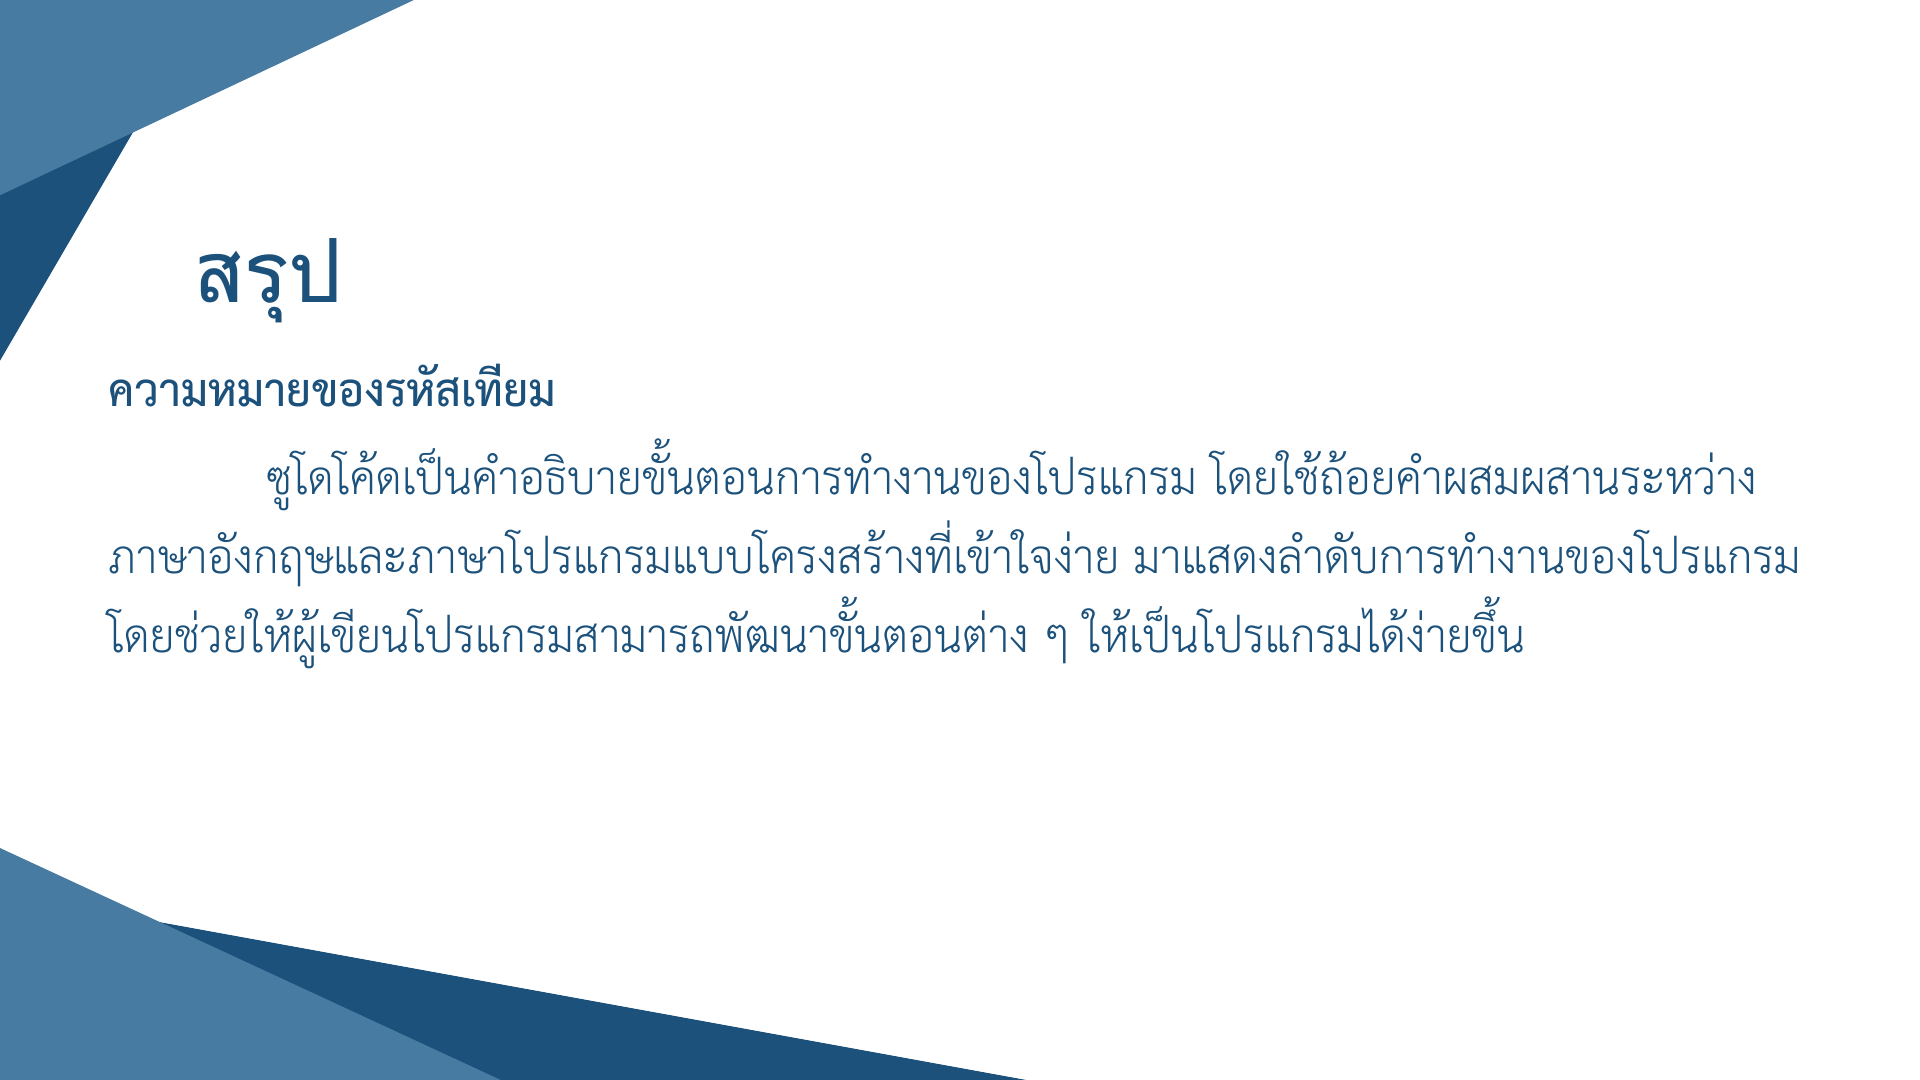 สรุป
ความหมายของรหัสเทียม
ซูโดโค้ดเป็นคำอธิบายขั้นตอนการทำงานของโปรแกรม โดยใช้ถ้อยคำผสมผสานระหว่าง
ภาษาอังกฤษและภาษาโปรแกรมแบบโครงสร้างที่เข้าใจง่าย มาแสดงลำดับการทำงานของโปรแกรม
โดยช่วยให้ผู้เขียนโปรแกรมสามารถพัฒนาขั้นตอนต่าง ๆ ให้เป็นโปรแกรมได้ง่ายขึ้น